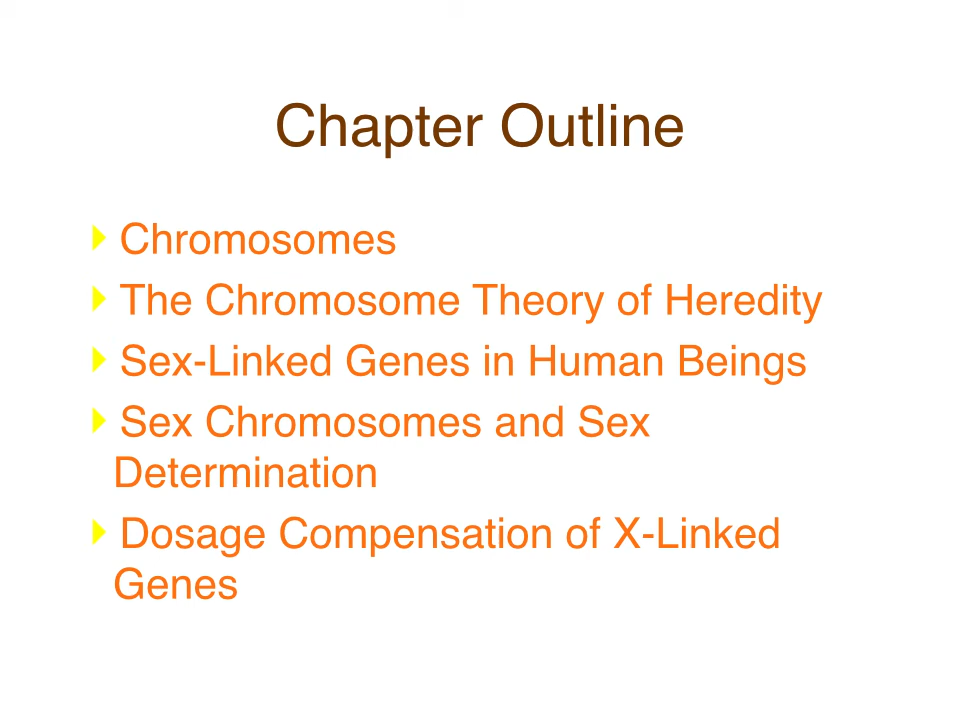 Chapter Outline
Chromosomes
The Chromosome Theory of Heredity
Sex-Linked Genes in Human Beings
Sex Chromosomes and Sex
Determination
Dosage Compensation of X-Linked
Genes